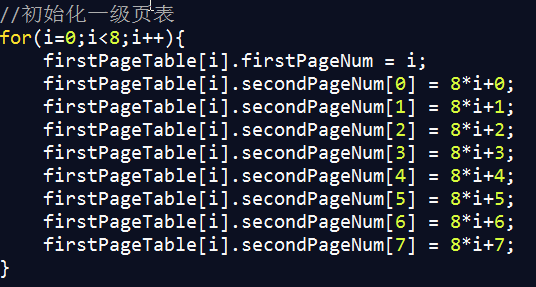 //初始化一级页表
for(i=0;i<8;i++){
    firstPageTable[i].firstPageNum = i;
    firstPageTable[i].secondPageNum[0] = 8*i+0;
    firstPageTable[i].secondPageNum[1] = 8*i+1;
    firstPageTable[i].secondPageNum[2] = 8*i+2;
    firstPageTable[i].secondPageNum[3] = 8*i+3;
    firstPageTable[i].secondPageNum[4] = 8*i+4;
    firstPageTable[i].secondPageNum[5] = 8*i+5;
    firstPageTable[i].secondPageNum[6] = 8*i+6;
    firstPageTable[i].secondPageNum[7] = 8*i+7;
}